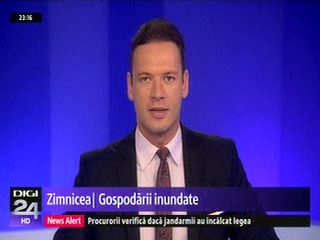 23:16
Zimnicea| Gospodării inundate
DIGI
24
HD
News Alert
Procurorii verifică dacă jandarmii au încălcat legea